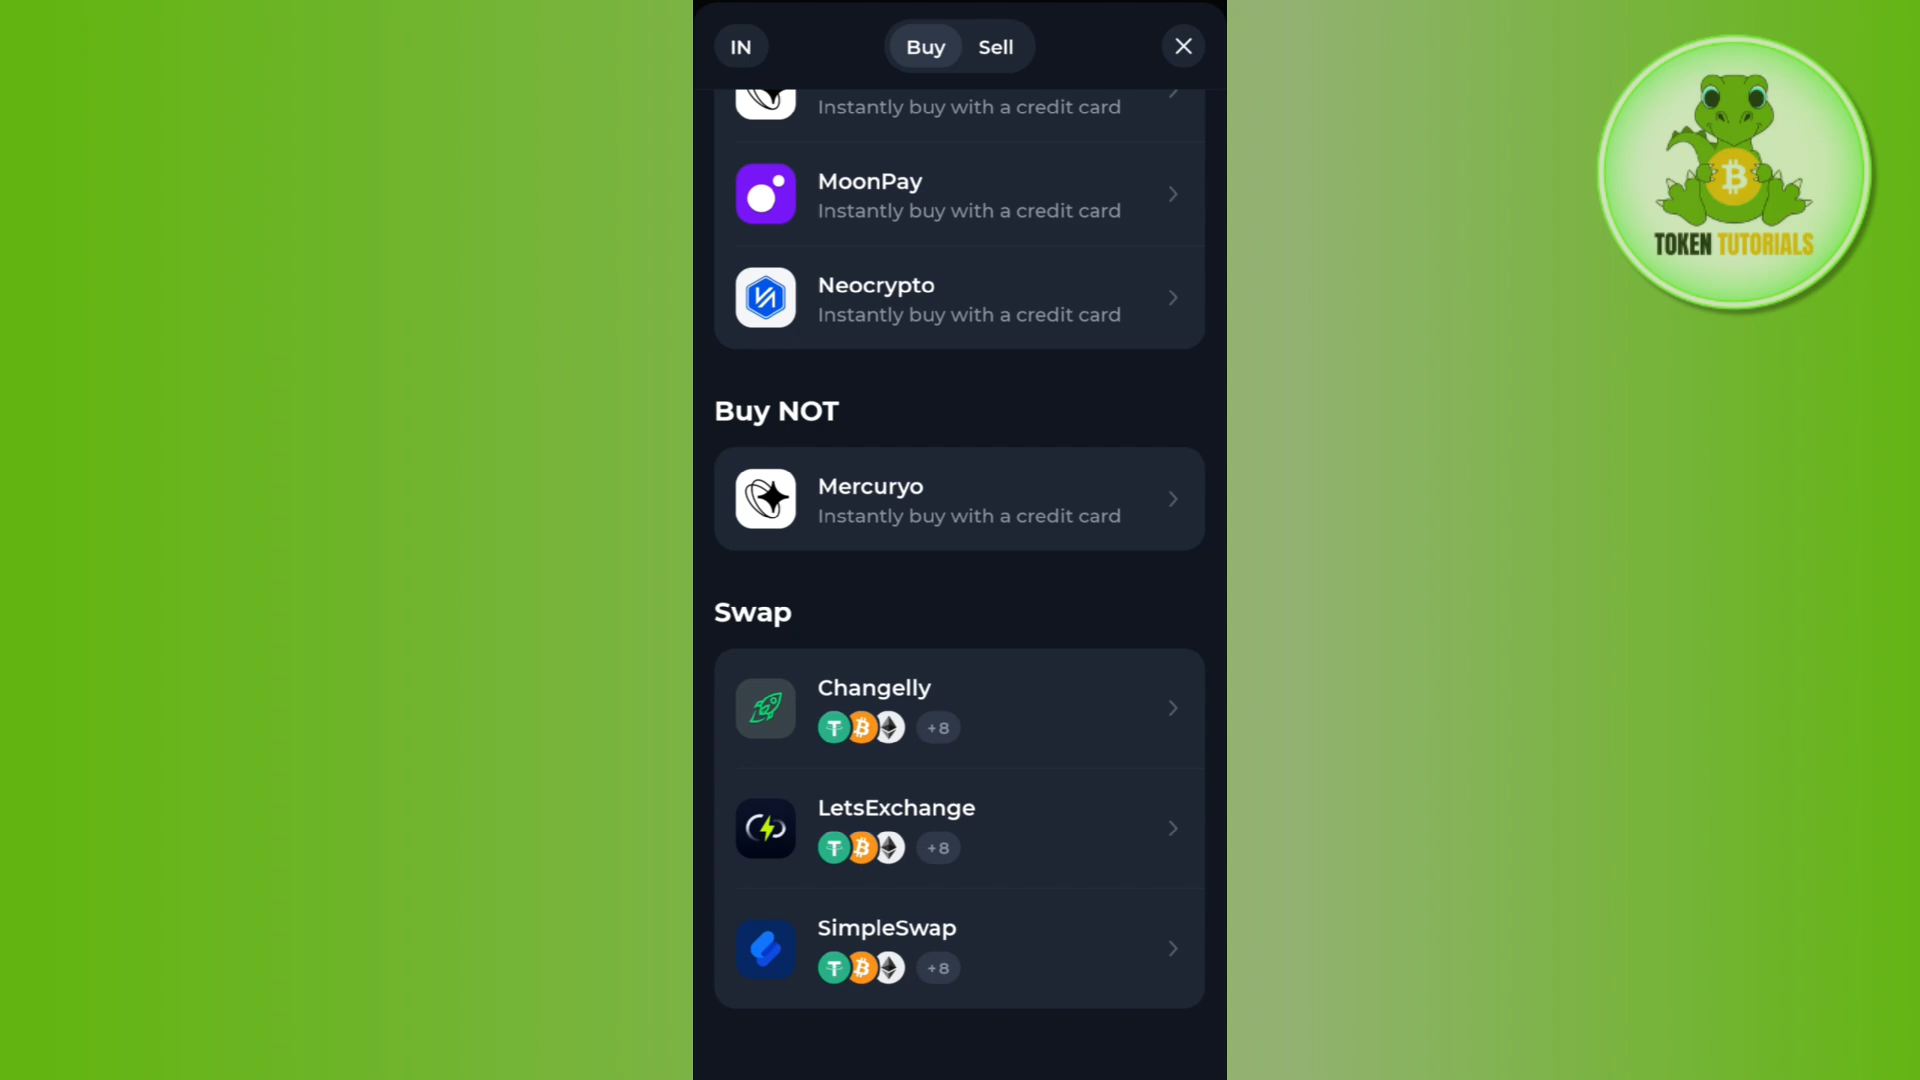 IN
Buy
Sell
Instantly buy with a credit card
MoonPay
Instantly buy with a credit card
Neocrypto
Instantly buy with a credit card
Buy NOT
Mercuryo
Instantly buy with a credit card
Swap
Changelly
+8
LetsExchange
+8
SimpleSwap
+8
TOKEN TUTORIALS